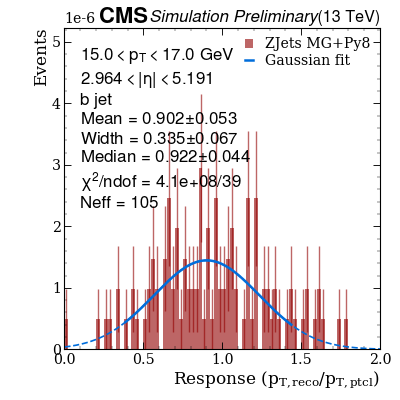 1e-6 CMS Simulation Preliminary (13 TeV)
Events
15.0 < p_T < 17.0 GeV
2.964 < |η| < 5.191
b jet
Mean = 0.902±0.053
Width = 0.335±0.067
Median = 0.922±0.044
χ²/ndof = 4.1e+08/39
Neff = 105
ZJets MG+Py8
Gaussian fit
5
4
3
2
1
0
0.0 0.5 1.0 1.5 2.0
Response (p_T,reco/p_T,ptcl)